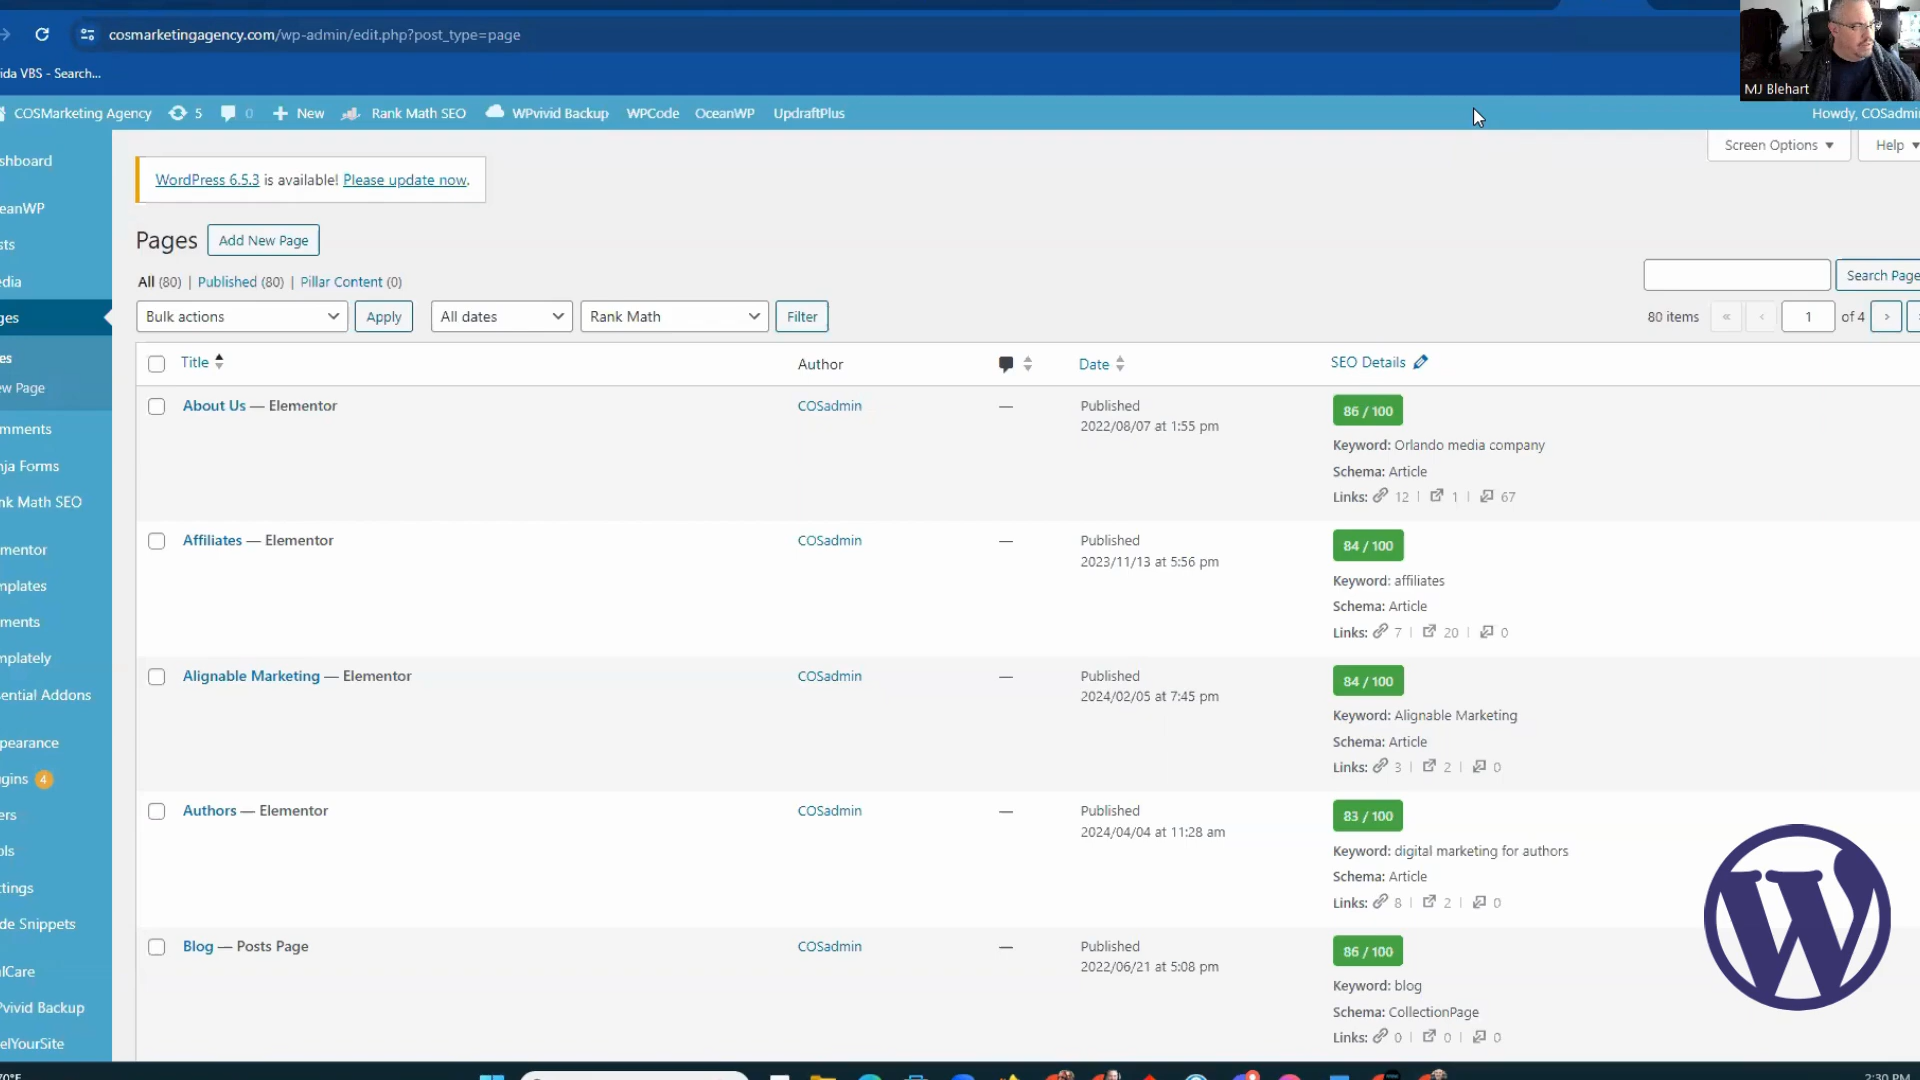 cosmarketingagency.com/wp-admin/edit.php?post_type=page
ida VBS - Search...
MJ Blehart
COSMarketing Agency 5 0 New Rank Math SEO WPvivid Backup WPCode OceanWP UpdraftPlus
Howdy, COSadmin
Screen Options
Help
shboard
eanWP
sts
edia
ges
es
ew Page
mments
nja Forms
nk Math SEO
mentor
mplates
ments
mplately
sential Addons
pearance
ugins 4
ers
ols
ttings
de Snippets
lCare
Pvivid Backup
elYourSite
WordPress 6.5.3 is available! Please update now.
Pages Add New Page
All (80) | Published (80) | Pillar Content (0)
Search Page
Bulk actions Apply All dates Rank Math Filter
80 items « ‹ 1 of 4 ›
Title Author Date SEO Details
About Us — Elementor COSadmin — Published
2022/08/07 at 1:55 pm
86 / 100
Keyword: Orlando media company
Schema: Article
Links: 12 | 1 | 67
Affiliates — Elementor COSadmin — Published
2023/11/13 at 5:56 pm
84 / 100
Keyword: affiliates
Schema: Article
Links: 7 | 20 | 0
Alignable Marketing — Elementor COSadmin — Published
2024/02/05 at 7:45 pm
84 / 100
Keyword: Alignable Marketing
Schema: Article
Links: 3 | 2 | 0
Authors — Elementor COSadmin — Published
2024/04/04 at 11:28 am
83 / 100
Keyword: digital marketing for authors
Schema: Article
Links: 8 | 2 | 0
Blog — Posts Page COSadmin — Published
2022/06/21 at 5:08 pm
86 / 100
Keyword: blog
Schema: CollectionPage
Links: 0 | 0 | 0
W
70°F
2:30 PM